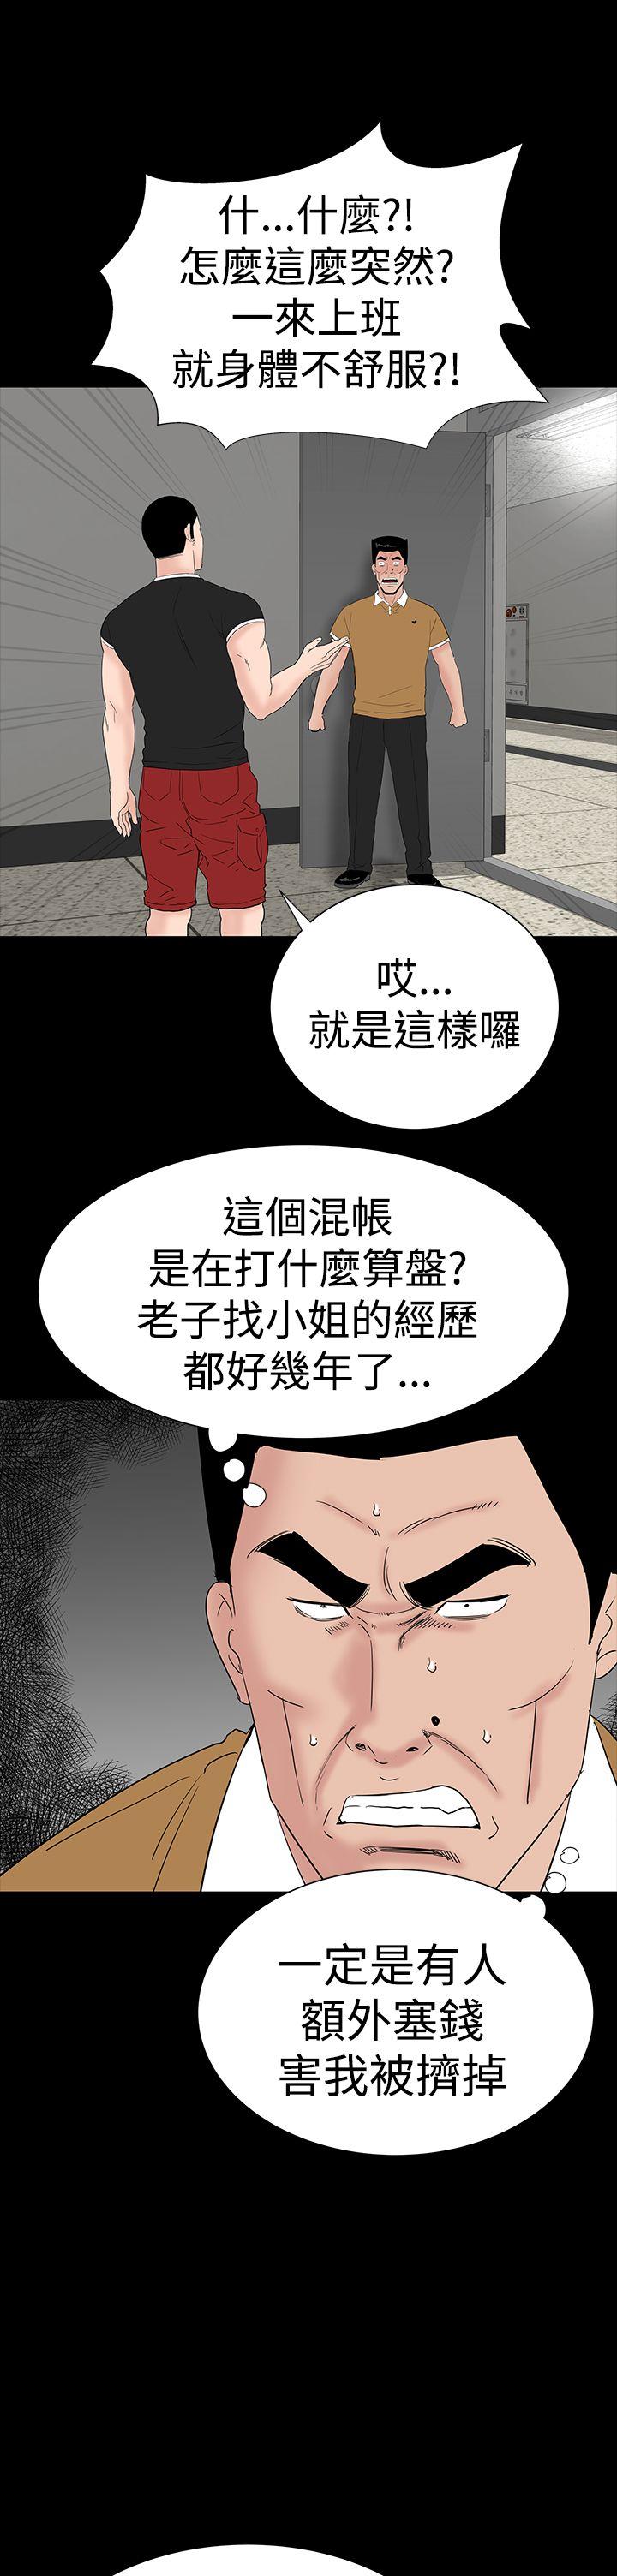 什...什麼?!
怎麼這麼突然?
一來上班
就身體不舒服?!
哎...
就是這樣囉
這個混帳
是在打什麼算盤?
老子找小姐的經歷
都好幾年了...
一定是有人
額外塞錢
害我被擠掉